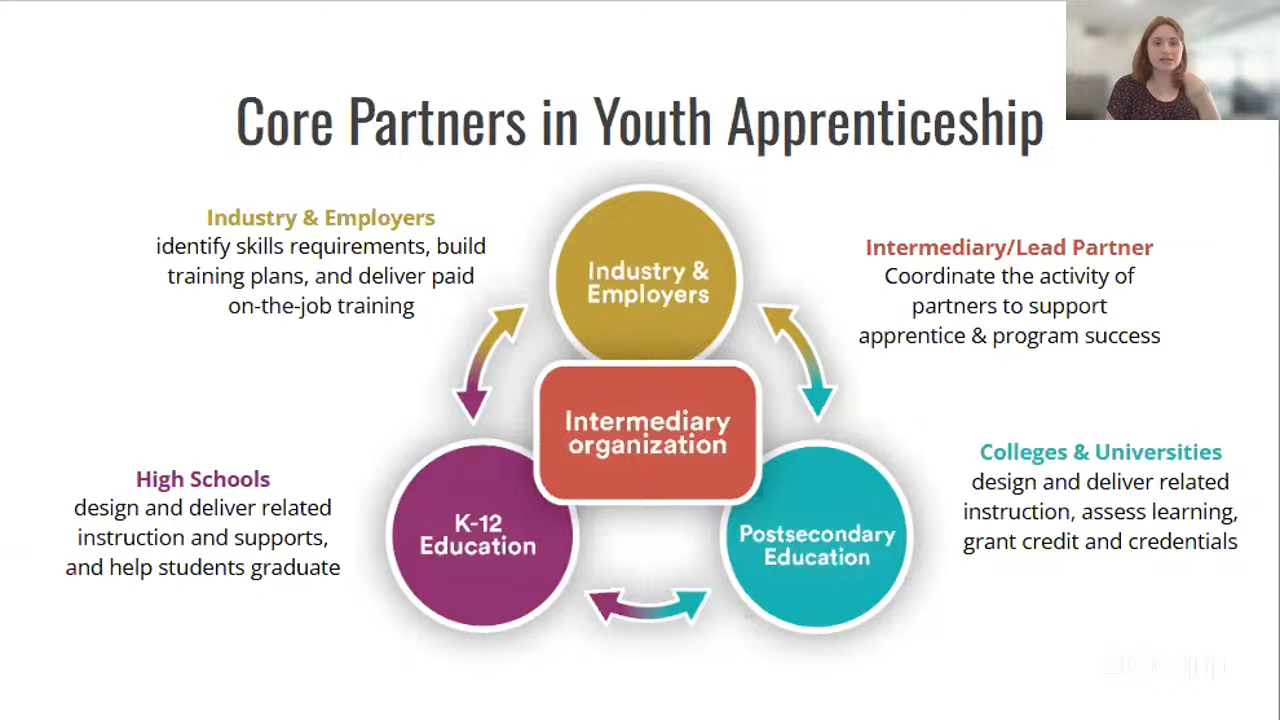 Core Partners in Youth Apprenticeship
Industry & Employers
identify skills requirements, build
training plans, and deliver paid
on-the-job training
Industry &
Employers
Intermediary/Lead Partner
Coordinate the activity of
partners to support
apprentice & program success
Intermediary
organization
High Schools
design and deliver related
instruction and supports,
and help students graduate
K-12
Education
Postsecondary
Education
Colleges & Universities
design and deliver related
instruction, assess learning,
grant credit and credentials